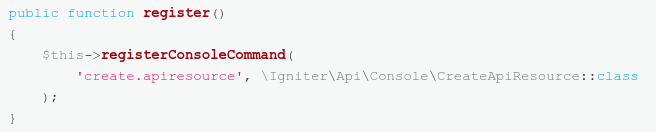 public function register()
{
    $this->registerConsoleCommand(
        'create.apiresource', \Igniter\Api\Console\CreateApiResource::class
    );
}